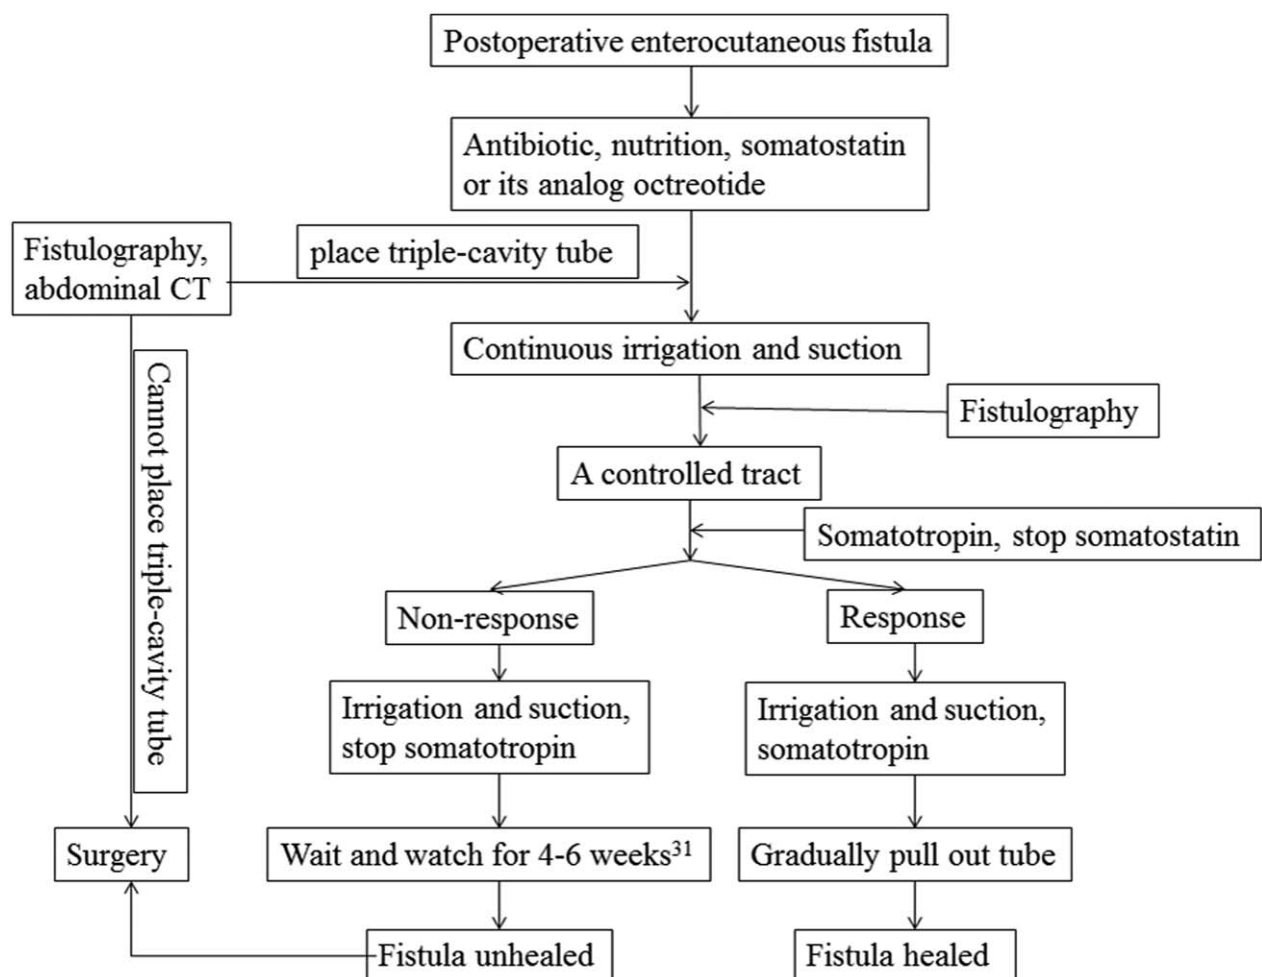 Postoperative enterocutaneous fistula
Antibiotic, nutrition, somatostatin
or its analog octreotide
Fistulography,
abdominal CT
place triple-cavity tube
Continuous irrigation and suction
Cannot place triple-cavity tube
Fistulography
A controlled tract
Somatotropin, stop somatostatin
Non-response
Response
Irrigation and suction,
stop somatotropin
Irrigation and suction,
somatotropin
Surgery
Wait and watch for 4-6 weeks³¹
Gradually pull out tube
Fistula unhealed
Fistula healed